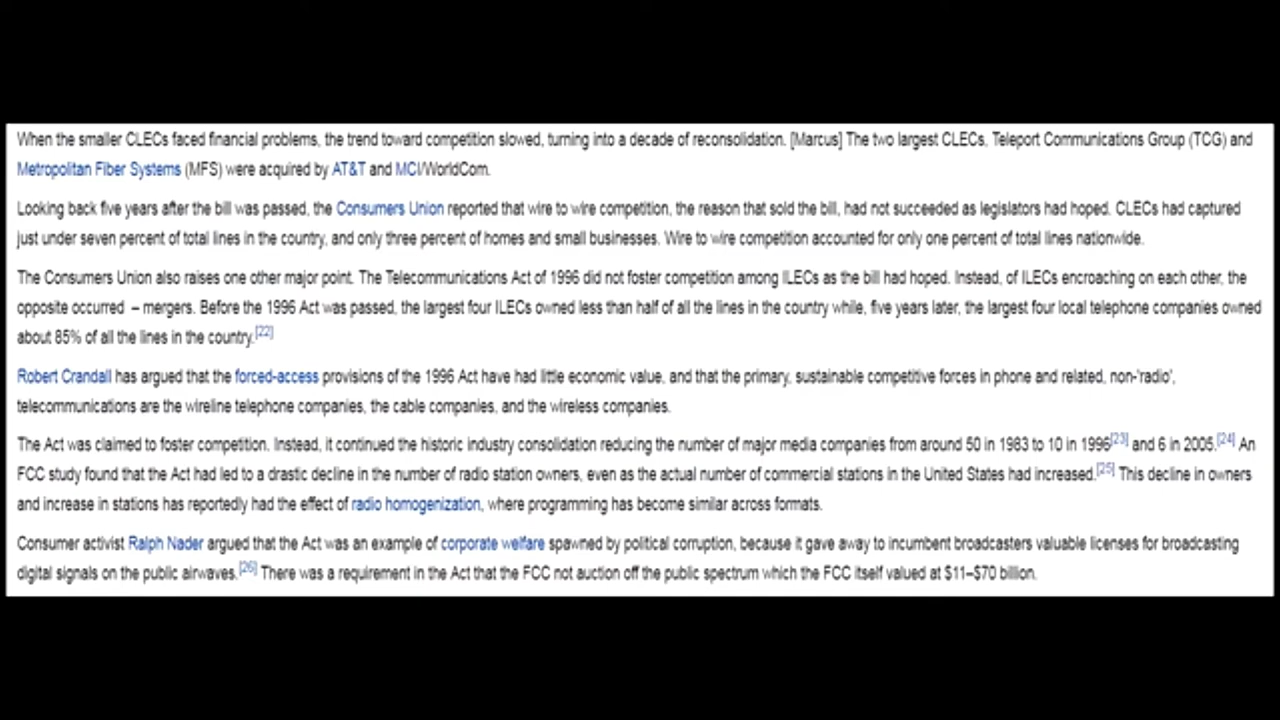 When the smaller CLECs faced financial problems, the trend toward competition slowed, turning into a decade of reconsolidation. [Marcus] The two largest CLECs, Teleport Communications Group (TCG) and
Metropolitan Fiber Systems (MFS) were acquired by AT&T and MCI/WorldCom.
Looking back five years after the bill was passed, the Consumers Union reported that wire to wire competition, the reason that sold the bill, had not succeeded as legislators had hoped. CLECs had captured
just under seven percent of total lines in the country, and only three percent of homes and small businesses. Wire to wire competition accounted for only one percent of total lines nationwide.
The Consumers Union also raises one other major point. The Telecommunications Act of 1996 did not foster competition among ILECs as the bill had hoped. Instead, of ILECs encroaching on each other, the
opposite occurred – mergers. Before the 1996 Act was passed, the largest four ILECs owned less than half of all the lines in the country while, five years later, the largest four local telephone companies owned
about 85% of all the lines in the country.[22]
Robert Crandall has argued that the forced-access provisions of the 1996 Act have had little economic value, and that the primary, sustainable competitive forces in phone and related, non-'radio',
telecommunications are the wireline telephone companies, the cable companies, and the wireless companies.
The Act was claimed to foster competition. Instead, it continued the historic industry consolidation reducing the number of major media companies from around 50 in 1983 to 10 in 1996[23] and 6 in 2005.[24] An
FCC study found that the Act had led to a drastic decline in the number of radio station owners, even as the actual number of commercial stations in the United States had increased.[25] This decline in owners
and increase in stations has reportedly had the effect of radio homogenization, where programming has become similar across formats.
Consumer activist Ralph Nader argued that the Act was an example of corporate welfare spawned by political corruption, because it gave away to incumbent broadcasters valuable licenses for broadcasting
digital signals on the public airwaves.[26] There was a requirement in the Act that the FCC not auction off the public spectrum which the FCC itself valued at $11–$70 billion.